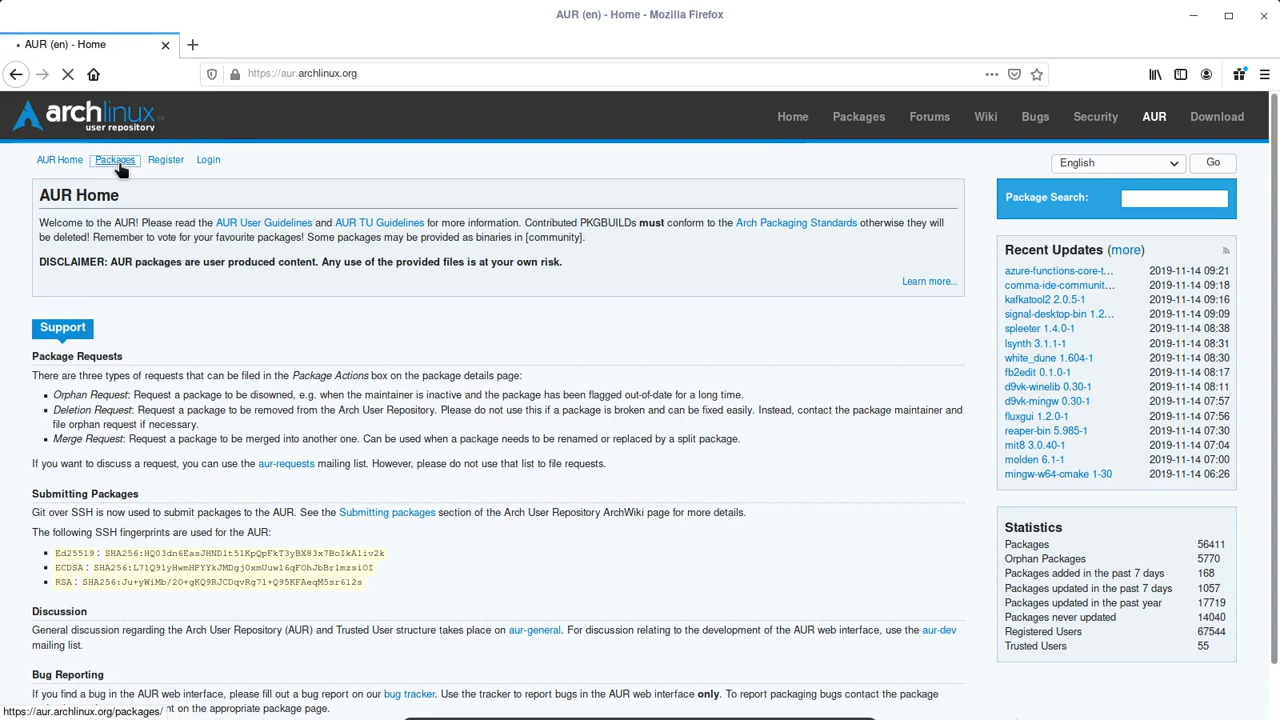 AUR (en) - Home - Mozilla Firefox
AUR (en) - Home
https://aur.archlinux.org
archlinux
user repository
Home Packages Forums Wiki Bugs Security AUR Download
AUR Home Packages Register Login
English Go
AUR Home
Welcome to the AUR! Please read the AUR User Guidelines and AUR TU Guidelines for more information. Contributed PKGBUILDs must conform to the Arch Packaging Standards otherwise they will
be deleted! Remember to vote for your favourite packages! Some packages may be provided as binaries in [community].
DISCLAIMER: AUR packages are user produced content. Any use of the provided files is at your own risk.
Learn more...
Support
Package Requests
There are three types of requests that can be filed in the Package Actions box on the package details page:
▪ Orphan Request: Request a package to be disowned, e.g. when the maintainer is inactive and the package has been flagged out-of-date for a long time.
▪ Deletion Request: Request a package to be removed from the Arch User Repository. Please do not use this if a package is broken and can be fixed easily. Instead, contact the package maintainer and
file orphan request if necessary.
▪ Merge Request: Request a package to be merged into another one. Can be used when a package needs to be renamed or replaced by a split package.
If you want to discuss a request, you can use the aur-requests mailing list. However, please do not use that list to file requests.
Submitting Packages
Git over SSH is now used to submit packages to the AUR. See the Submitting packages section of the Arch User Repository ArchWiki page for more details.
The following SSH fingerprints are used for the AUR:
▪ Ed25519: 
▪ ECDSA: 
▪ RSA: 
Discussion
General discussion regarding the Arch User Repository (AUR) and Trusted User structure takes place on aur-general. For discussion relating to the development of the AUR web interface, use the aur-dev
mailing list.
Bug Reporting
If you find a bug in the AUR web interface, please fill out a bug report on our bug tracker. Use the tracker to report bugs in the AUR web interface only. To report packaging bugs contact the package
nt on the appropriate package page.
https://aur.archlinux.org/packages/
Package Search:
Recent Updates (more)
azure-functions-core-t... 2019-11-14 09:21
comma-ide-communit... 2019-11-14 09:18
kafkatool2 2.0.5-1 2019-11-14 09:16
signal-desktop-bin 1.2... 2019-11-14 09:09
spleeter 1.4.0-1 2019-11-14 08:38
lsynth 3.1.1-1 2019-11-14 08:31
white_dune 1.604-1 2019-11-14 08:30
fb2edit 0.1.0-1 2019-11-14 08:17
d9vk-winelib 0.30-1 2019-11-14 08:11
d9vk-mingw 0.30-1 2019-11-14 07:57
fluxgui 1.2.0-1 2019-11-14 07:56
reaper-bin 5.985-1 2019-11-14 07:30
mit8 3.0.40-1 2019-11-14 07:04
molden 6.1-1 2019-11-14 07:00
mingw-w64-cmake 1-30 2019-11-14 06:26
Statistics
Packages 56411
Orphan Packages 5770
Packages added in the past 7 days 168
Packages updated in the past 7 days 1057
Packages updated in the past year 17719
Packages never updated 14040
Registered Users 67544
Trusted Users 55